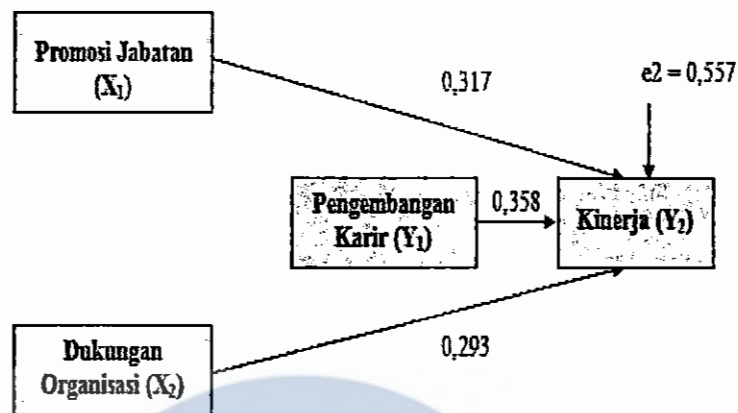 Promosi Jabatan
(X₁)
0,317
e2 = 0,557
Pengembangan
Karir (Y₁)
0,358
Kinerja (Y₂)
Dukungan
Organisasi (X₂)
0,293